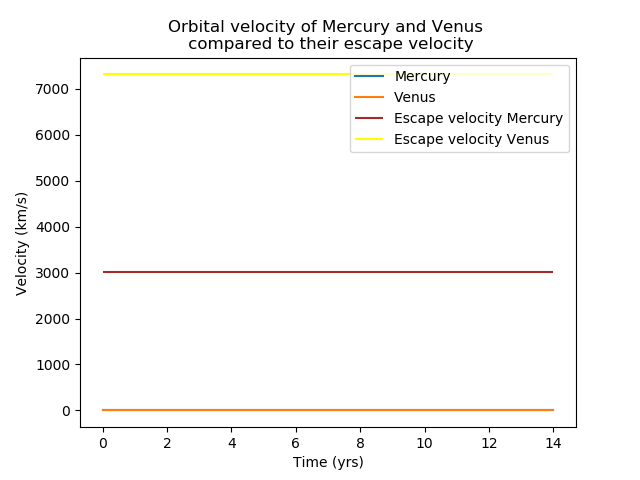 Orbital velocity of Mercury and Venus
compared to their escape velocity
Velocity (km/s)
7000
6000
5000
4000
3000
2000
1000
0
Mercury
Venus
Escape velocity Mercury
Escape velocity Venus
0 2 4 6 8 10 12 14
Time (yrs)